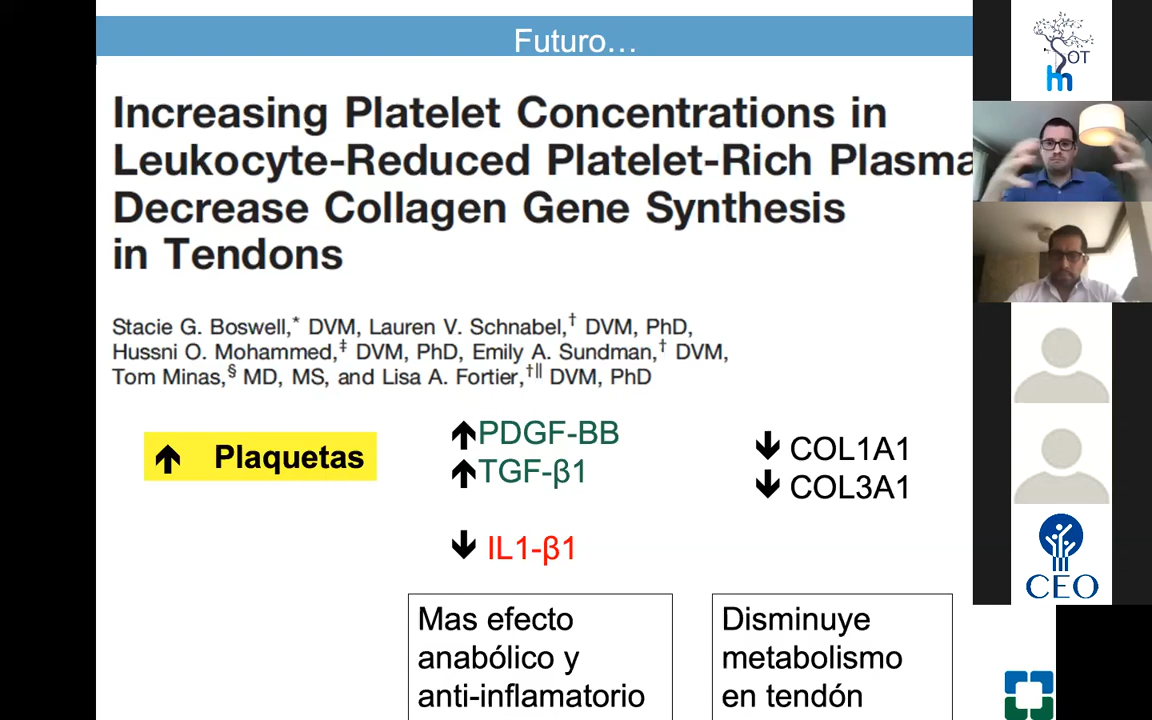 Futuro…
Increasing Platelet Concentrations in
Leukocyte-Reduced Platelet-Rich Plasma
Decrease Collagen Gene Synthesis
in Tendons
Stacie G. Boswell,* DVM, Lauren V. Schnabel,† DVM, PhD,
Hussni O. Mohammed,‡ DVM, PhD, Emily A. Sundman,† DVM,
Tom Minas,§ MD, MS, and Lisa A. Fortier,†‖ DVM, PhD
🡹 Plaquetas
🡹PDGF-BB
🡹TGF-β1
🡻 IL1-β1
🡻 COL1A1
🡻 COL3A1
Mas efecto
anabólico y
anti-inflamatorio
Disminuye
metabolismo
en tendón
SOT
hm
CEO